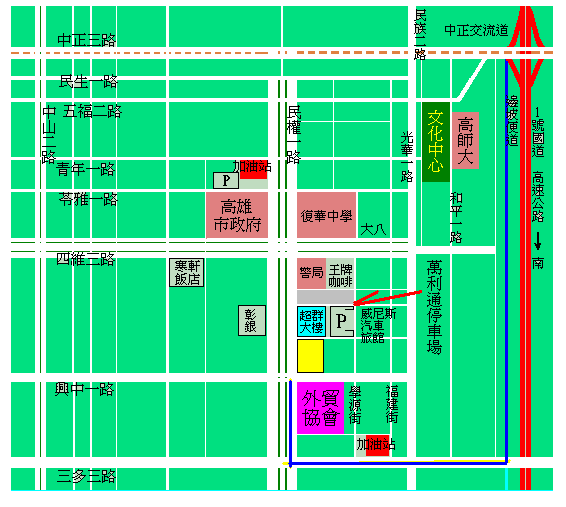 民族二路
中正交流道
中正三路
民生一路
中山二路
五福二路
民權一路
光華一路
文化中心
高師大
邊坡便道
1號國道 高速公路
南
青年一路
加油站
P
苓雅一路
高雄
市政府
復華中學
大八
和平一路
四維三路
寒軒
飯店
警局
王牌
咖啡
萬利通停車場
彰銀
超群
大樓
P
威尼斯
汽車
旅館
興中一路
外貿
協會
學源街
福建街
加油站
三多三路